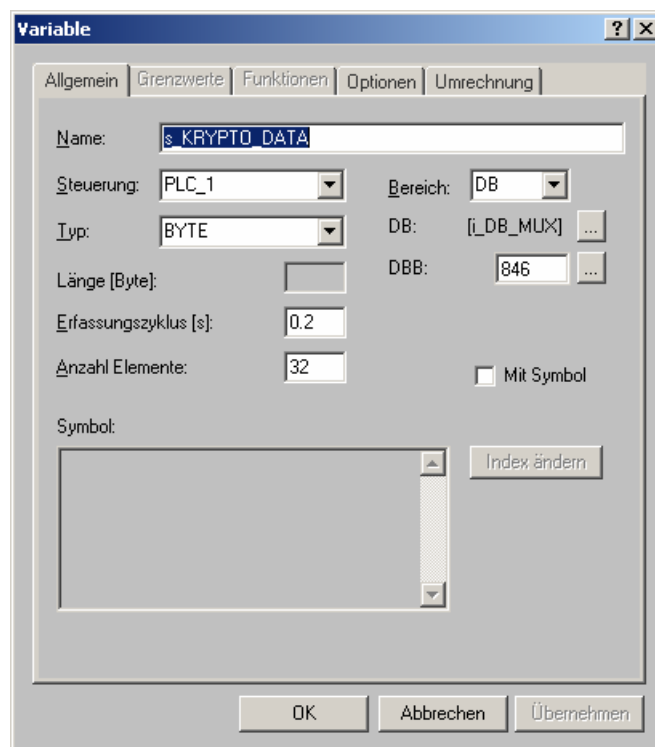 Variable
Allgemein Grenzwerte Funktionen Optionen Umrechnung
Name: s_KRYPTO_DATA
Steuerung: PLC_1 Bereich: DB
Typ: BYTE DB: [i_DB_MUX] ...
Länge [Byte]: DBB: 846 ...
Erfassungszyklus [s]: 0.2
Anzahl Elemente: 32 Mit Symbol
Symbol:
Index ändern
OK Abbrechen Übernehmen